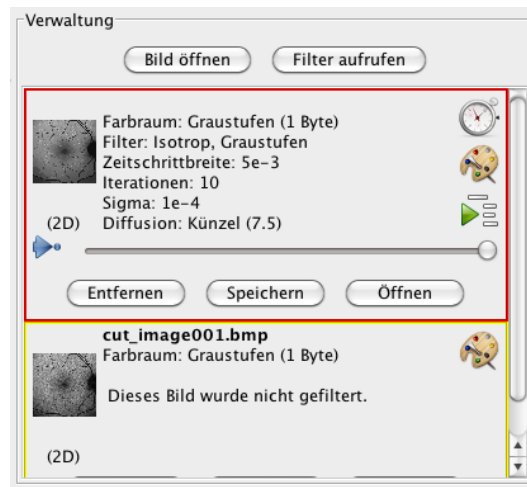 Verwaltung
Bild öffnen Filter aufrufen
Farbraum: Graustufen (1 Byte)
Filter: Isotrop, Graustufen
Zeitschrittbreite: 5e-3
Iterationen: 10
Sigma: 1e-4
(2D) Diffusion: Künzel (7.5)
Entfernen Speichern Öffnen
cut_image001.bmp
Farbraum: Graustufen (1 Byte)
Dieses Bild wurde nicht gefiltert.
(2D)